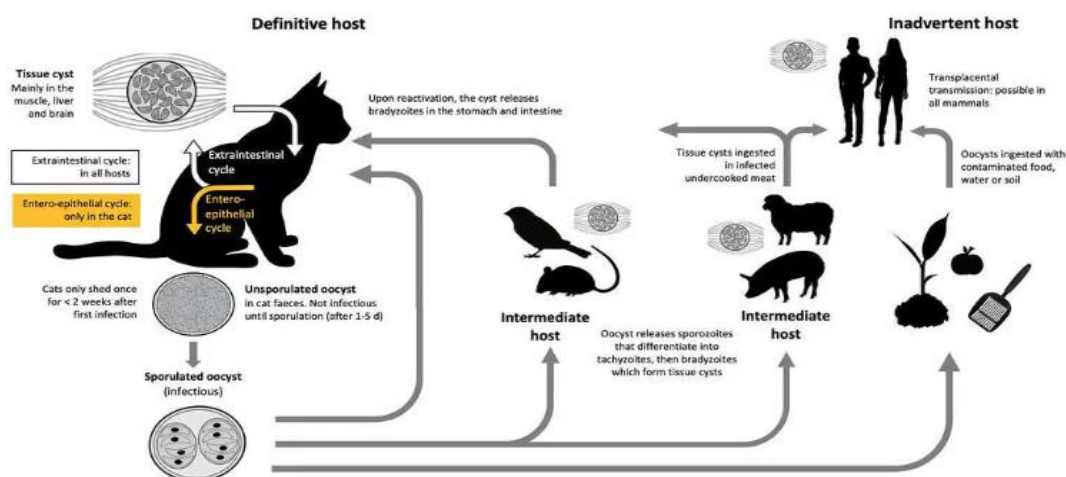 Definitive host
Inadvertent host
Tissue cyst
Mainly in the
muscle, liver
and brain
Upon reactivation, the cyst releases
bradyzoites in the stomach and intestine
Transplacental
transmission: possible in
all mammals
Extraintestinal cycle:
in all hosts
Extraintestinal
cycle
Entero-epithelial cycle:
only in the cat
Entero-
epithelial
cycle
Tissue cysts ingested
in infected
undercooked
meat
Oocysts ingested with
contaminated food,
water or soil
Cats only shed once
for < 2 weeks after
first infection
Unsporulated oocyst
in cat faeces. Not infectious
until sporulation (after 1-5 d)
Intermediate
host
Oocyst releases sporozoites
that differentiate into
tachyzoites, then bradyzoites
which form tissue cysts
Intermediate
host
Sporulated oocyst
(infectious)